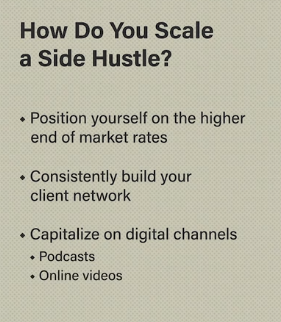 How Do You Scale
a Side Hustle?
• Position yourself on the higher
end of market rates
• Consistently build your
client network
• Capitalize on digital channels
• Podcasts
• Online videos